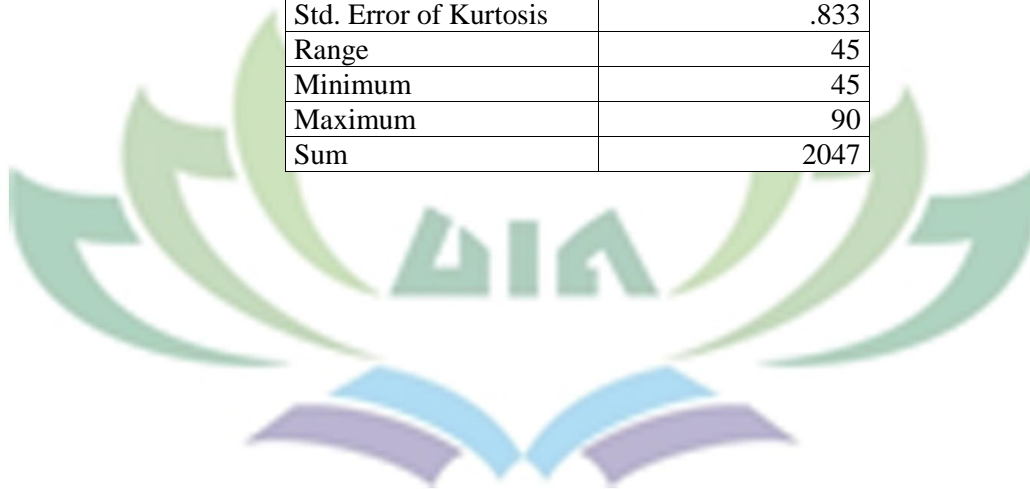 Std. Error of Kurtosis .833
Range 45
Minimum 45
Maximum 90
Sum 2047